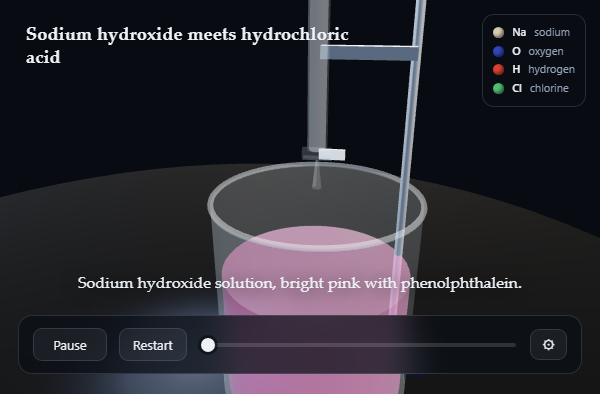 Sodium hydroxide meets hydrochloric
acid
Na sodium
O oxygen
H hydrogen
Cl chlorine
Sodium hydroxide solution, bright pink with phenolphthalein.
Pause Restart